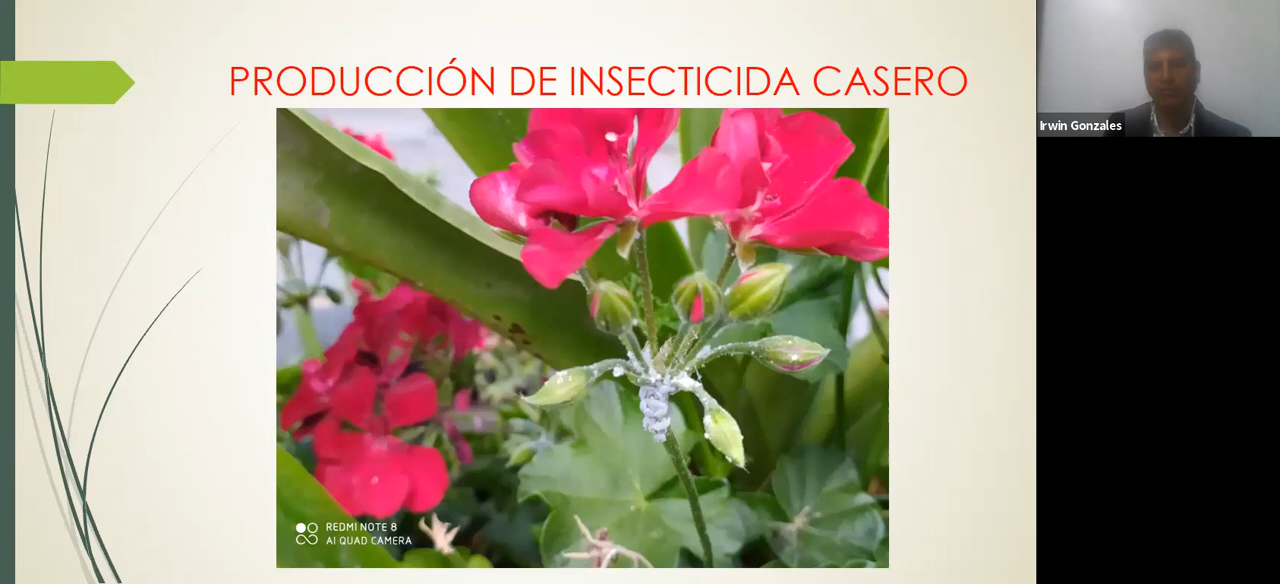 PRODUCCIÓN DE INSECTICIDA CASERO
Irwin Gonzales
REDMI NOTE 8
AI QUAD CAMERA